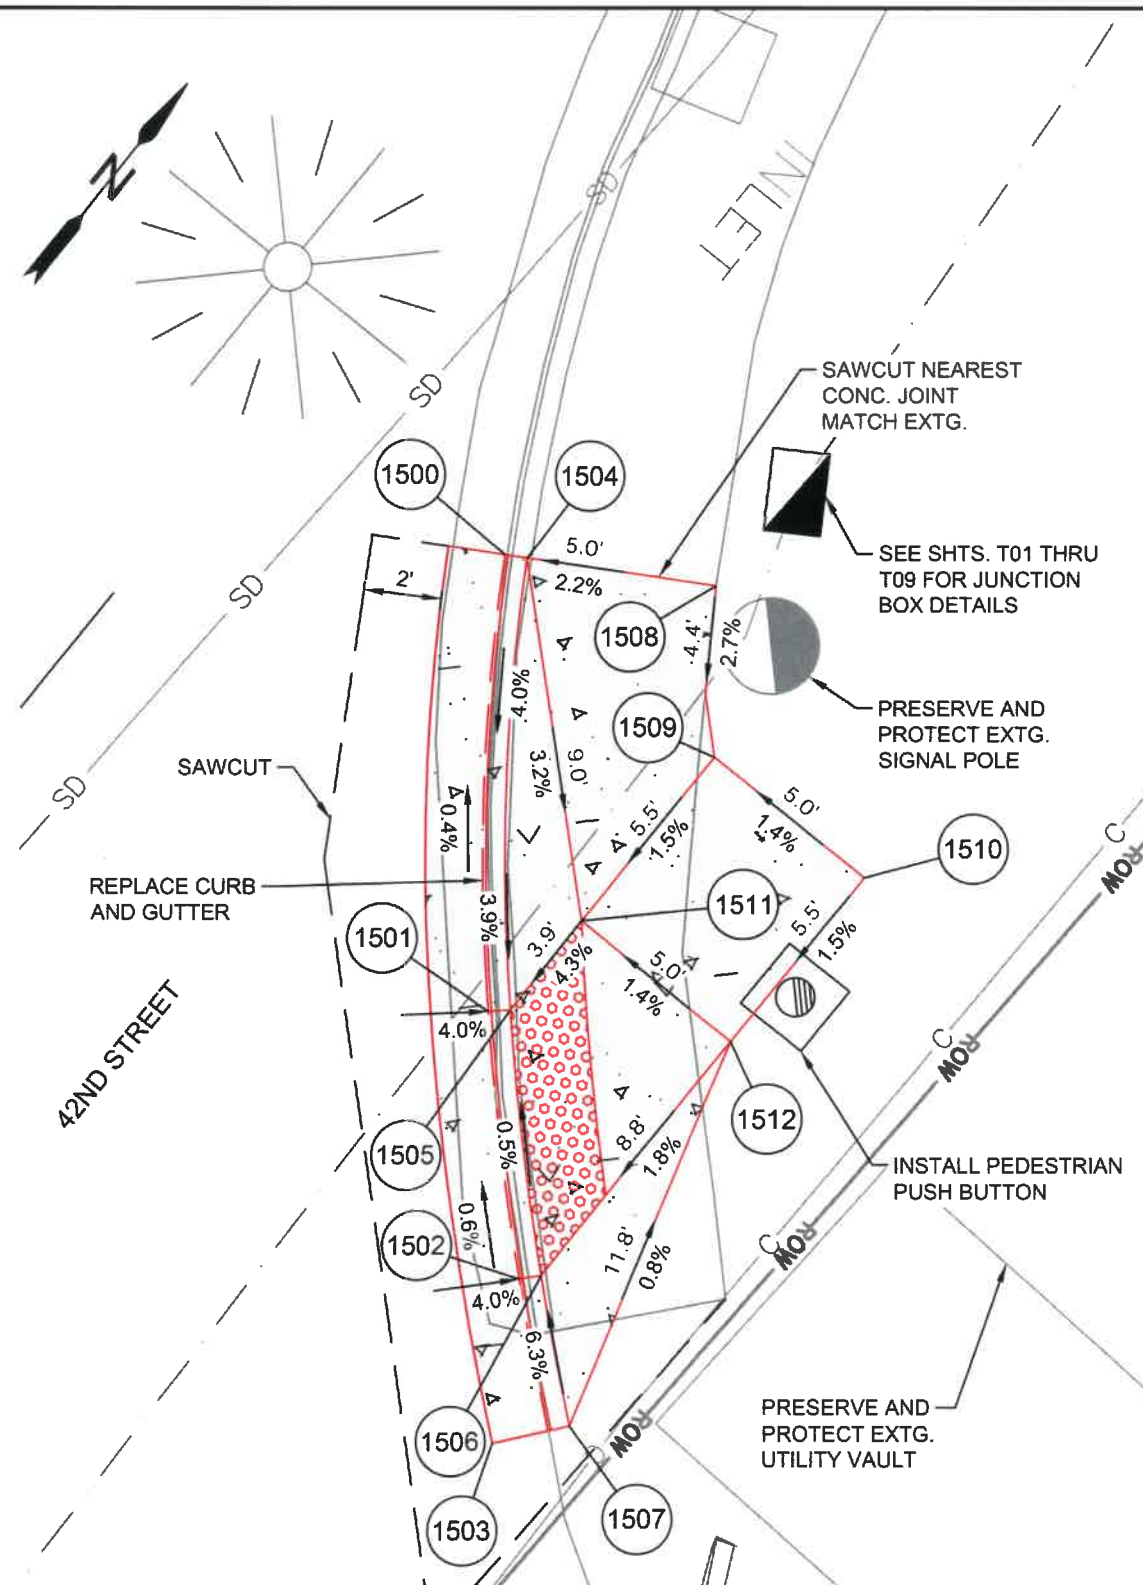 N
INLET
SD
SAWCUT NEAREST
CONC. JOINT
MATCH EXTG.
SD
1500
1504
5.0'
2.2%
SEE SHTS. T01 THRU
T09 FOR JUNCTION
BOX DETAILS
SD
2'
1508
4.4'
2.7%
4.0%
1509
PRESERVE AND
PROTECT EXTG.
SIGNAL POLE
SAWCUT
3.2%
9.0'
SD
0.4%
5.5'
1.5%
5.0'
1.4%
C
ROW
1510
REPLACE CURB
AND GUTTER
3.9%
1511
5.5'
1.5%
1501
3.9'
4.3%
5.0'
1.4%
42ND STREET
4.0%
C
ROW
1505
0.5%
8.8'
1.8%
1512
INSTALL PEDESTRIAN
PUSH BUTTON
1502
0.6%
11.8'
0.8%
C
ROW
4.0%
6.3%
1506
PRESERVE AND
PROTECT EXTG.
UTILITY VAULT
C
ROW
1503
1507